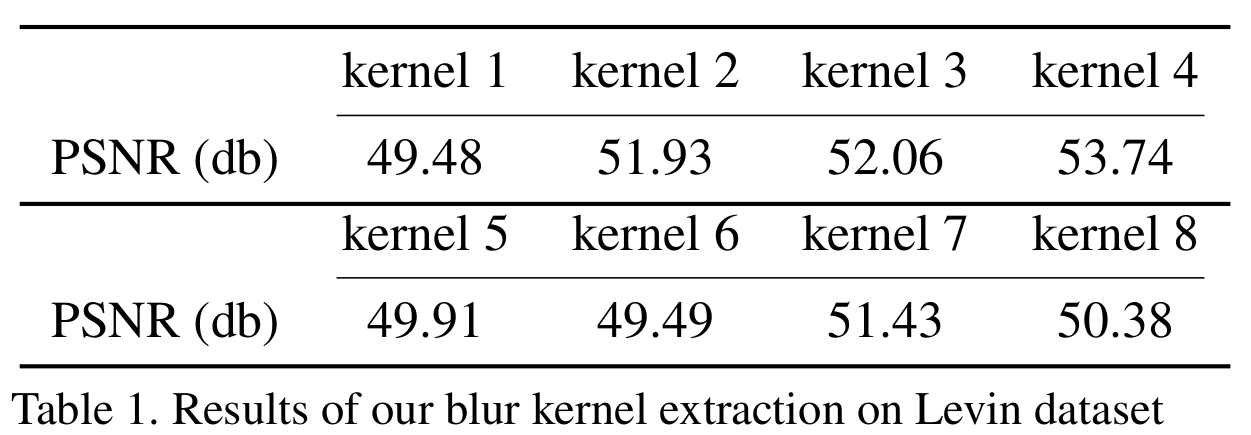 kernel 1 kernel 2 kernel 3 kernel 4
PSNR (db) 49.48 51.93 52.06 53.74
kernel 5 kernel 6 kernel 7 kernel 8
PSNR (db) 49.91 49.49 51.43 50.38
Table 1. Results of our blur kernel extraction on Levin dataset